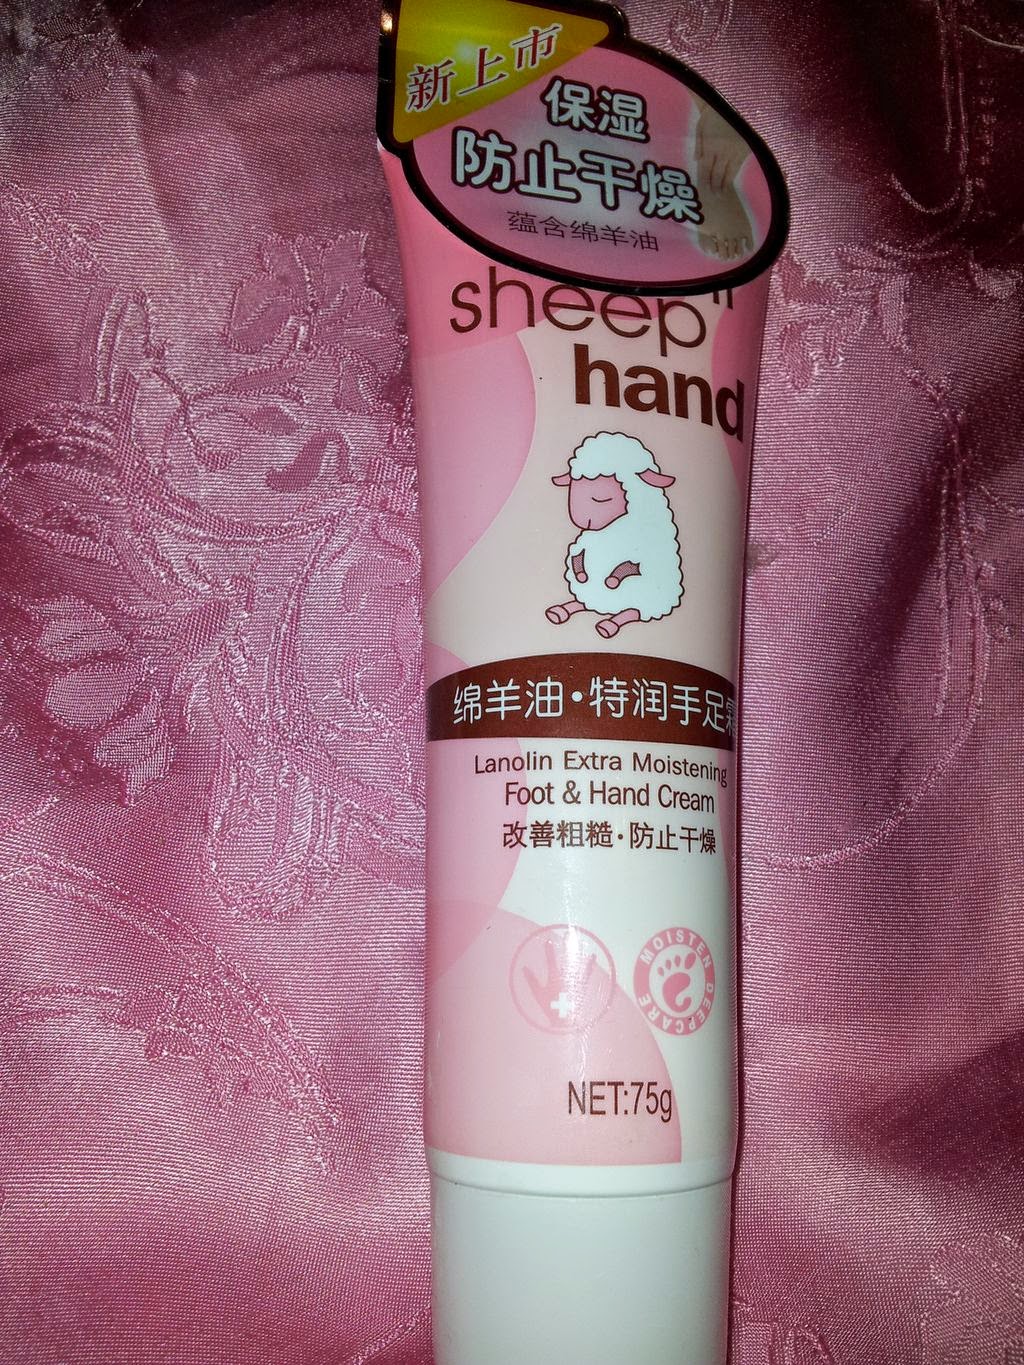 新上市
保湿
防止干燥
蕴含绵羊油
sheep"
hand
绵羊油·特润手足霜
Lanolin Extra Moistening
Foot & Hand Cream
改善粗糙·防止干燥
MOISTEN DEEPCARE
NET:75g